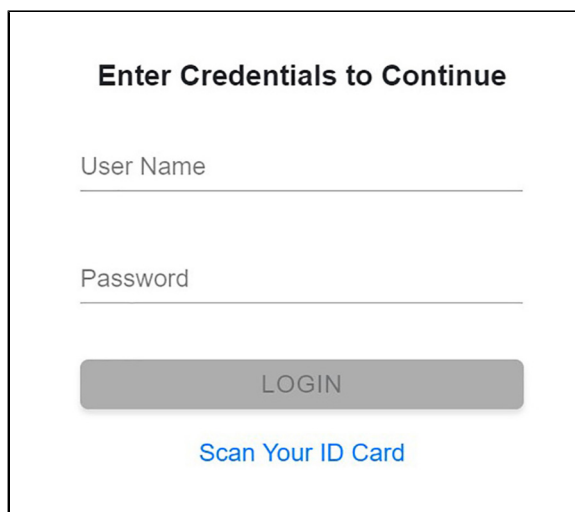 Enter Credentials to Continue
User Name
Password
LOGIN
Scan Your ID Card